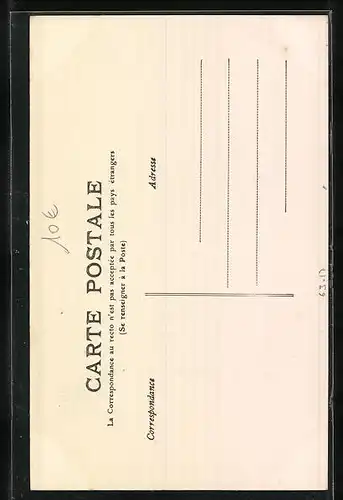 10€
CARTE POSTALE
La Correspondance au recto n'est pas acceptée par tous les pays étrangers
(Se renseigner à la Poste)
Correspondance
Adresse